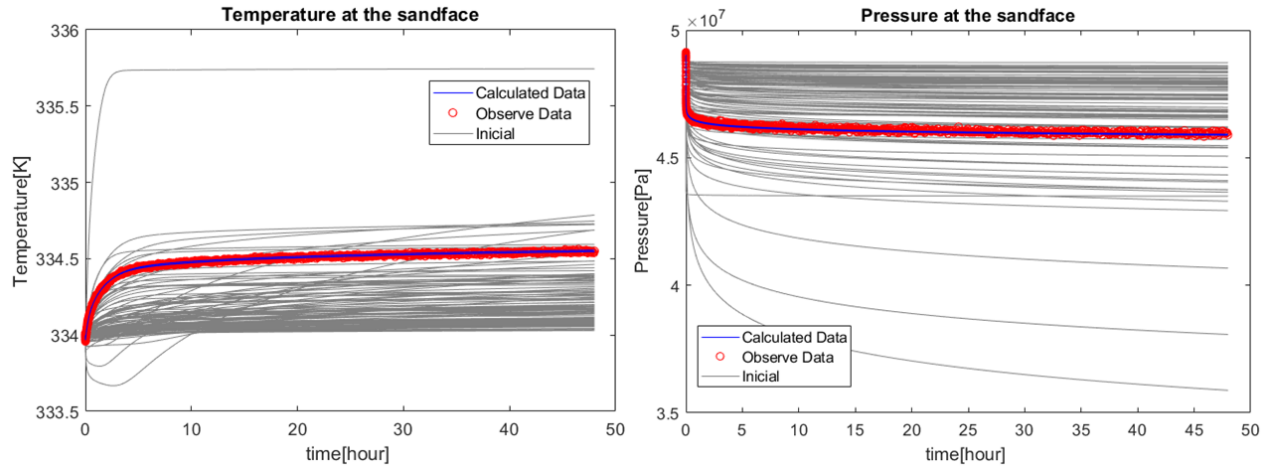 Temperature at the sandface
336
335.5
335
334.5
334
333.5
0
10
20
30
40
50
Temperature[K]
time[hour]
Calculated Data
Observe Data
Inicial
Pressure at the sandface
×10⁷
5
4.5
4
3.5
0
5
10
15
20
25
30
35
40
45
50
Pressure[Pa]
time[hour]
Calculated Data
Observe Data
Inicial